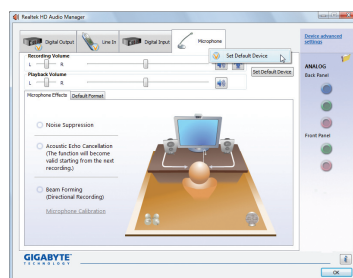 Realtek HD Audio Manager
Digital Output
Line In
Digital Input
Microphone
Device advanced settings
Set Default Device
Recording Volume
L
R
Set Default Device
Playback Volume
L
R
ANALOG
Back Panel
Microphone Effects
Default Format
Noise Suppression
Acoustic Echo Cancellation
(The function will become
valid starting from the next
recording.)
Front Panel
Beam Forming
(Directional Recording)
Microphone Calibration
GIGABYTE
TECHNOLOGY
OK